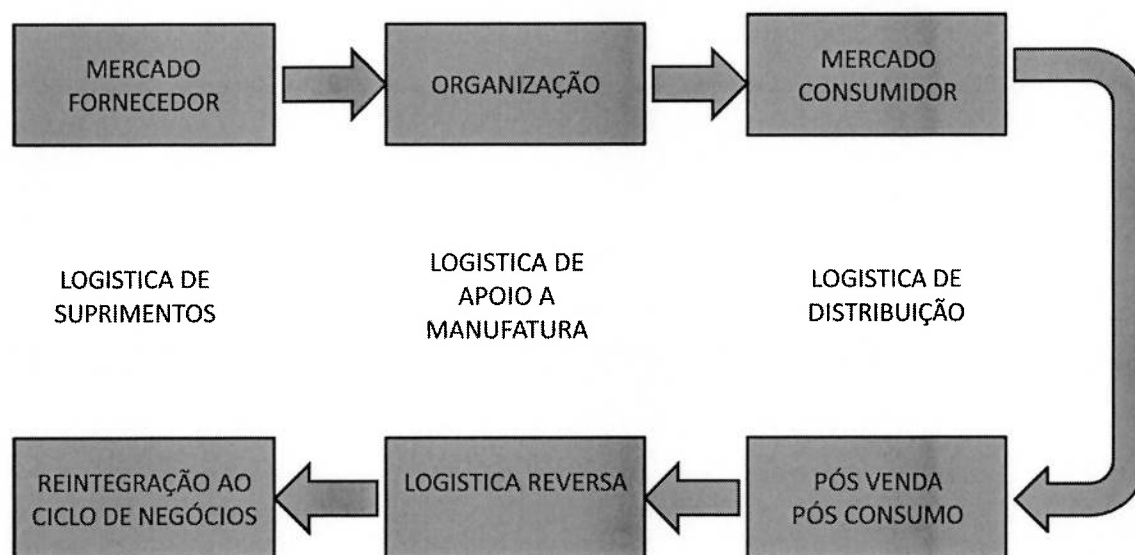 MERCADO
FORNECEDOR
ORGANIZAÇÃO
MERCADO
CONSUMIDOR
LOGISTICA DE
SUPRIMENTOS
LOGISTICA DE
APOIO A
MANUFATURA
LOGISTICA DE
DISTRIBUIÇÃO
REINTEGRAÇÃO AO
CICLO DE NEGÓCIOS
LOGISTICA REVERSA
PÓS VENDA
PÓS CONSUMO